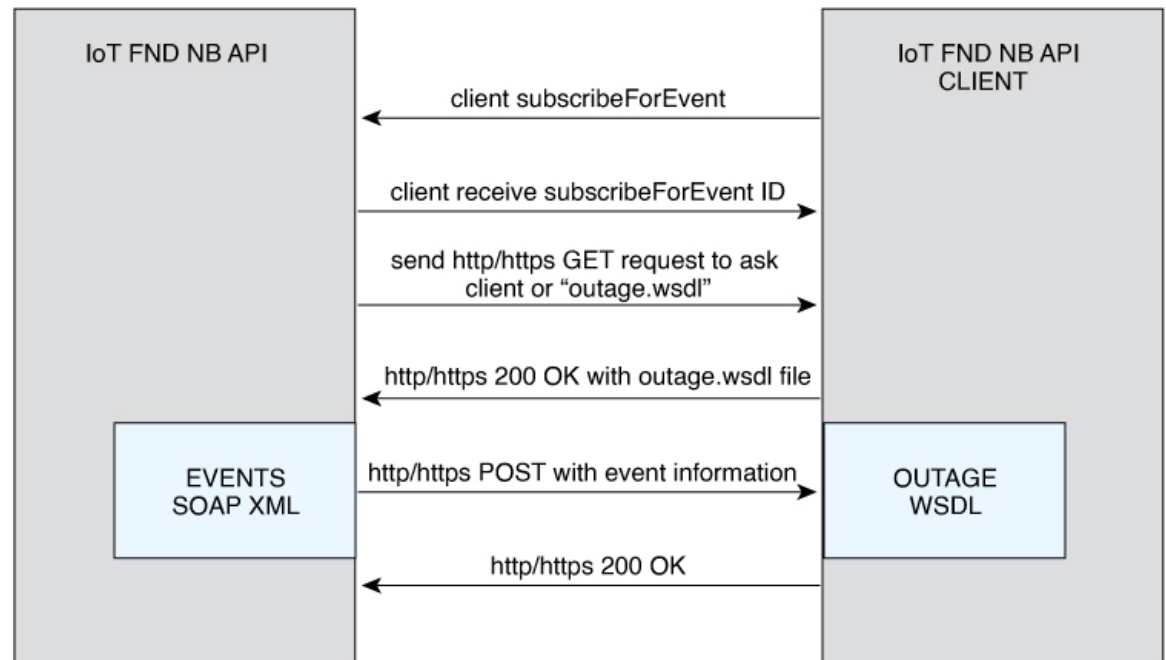 IoT FND NB API
IoT FND NB API
CLIENT
client subscribeForEvent
client receive subscribeForEvent ID
send http/https GET request to ask
client or “outage.wsdl”
http/https 200 OK with outage.wsdl file
EVENTS
SOAP XML
http/https POST with event information
OUTAGE
WSDL
http/https 200 OK